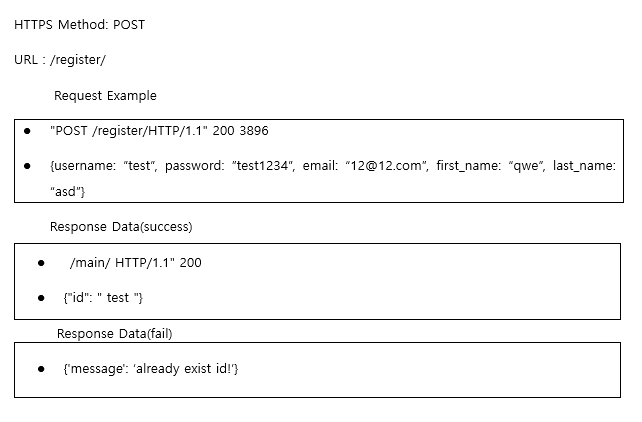 HTTPS Method: POST
URL : /register/
Request Example
● "POST /register/HTTP/1.1" 200 3896
● {username: “test”, password: “test1234”, email: “12@12.com”, first_name: “qwe”, last_name:
“asd”}
Response Data(success)
● /main/ HTTP/1.1" 200
● {"id": " test "}
Response Data(fail)
● {'message': ‘already exist id!’}